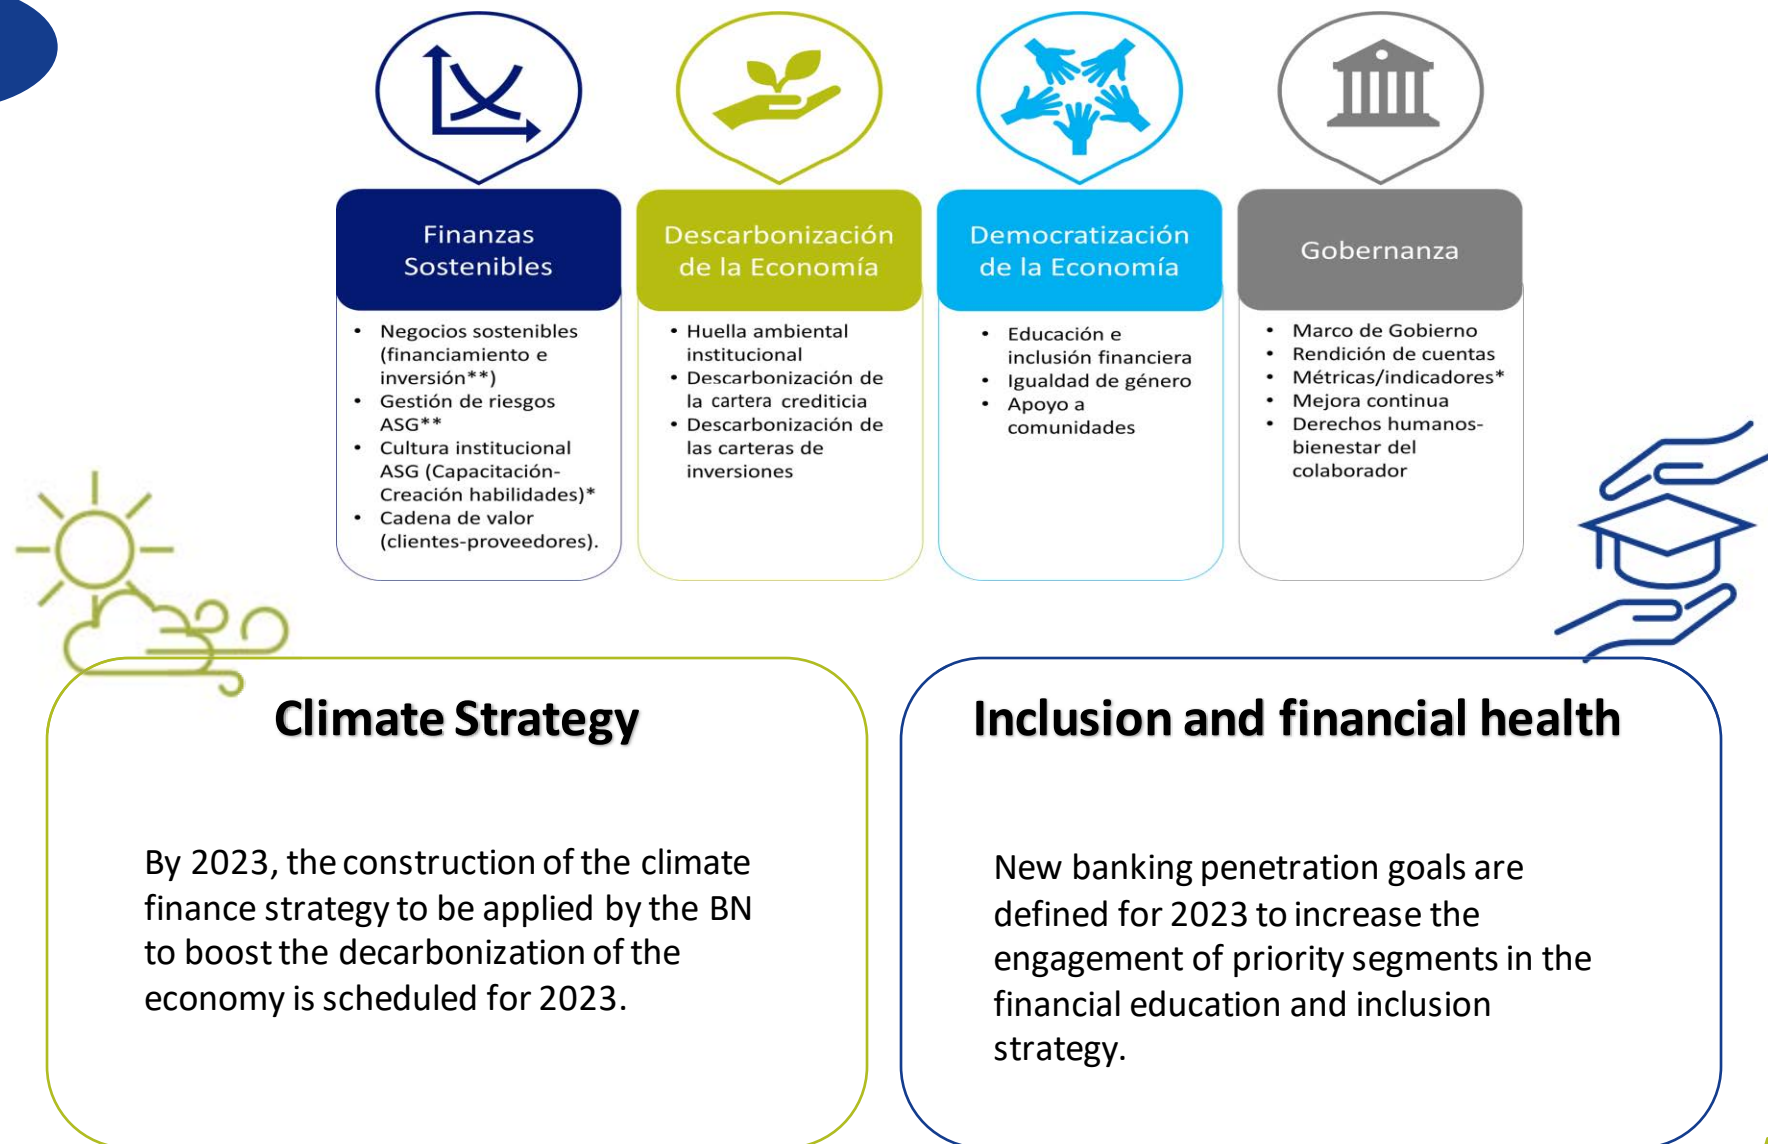 Finanzas
Sostenibles
• Negocios sostenibles
(financiamiento e
inversión**)
• Gestión de riesgos
ASG**
• Cultura institucional
ASG (Capacitación-
Creación habilidades)*
• Cadena de valor
(clientes-proveedores).
Descarbonización
de la Economía
• Huella ambiental
institucional
• Descarbonización de
la cartera crediticia
• Descarbonización de
las carteras de
inversiones
Democratización
de la Economía
• Educación e
inclusión financiera
• Igualdad de género
• Apoyo a
comunidades
Gobernanza
• Marco de Gobierno
• Rendición de cuentas
• Métricas/indicadores*
• Mejora continua
• Derechos humanos-
bienestar del
colaborador
Climate Strategy
By 2023, the construction of the climate
finance strategy to be applied by the BN
to boost the decarbonization of the
economy is scheduled for 2023.
Inclusion and financial health
New banking penetration goals are
defined for 2023 to increase the
engagement of priority segments in the
financial education and inclusion
strategy.